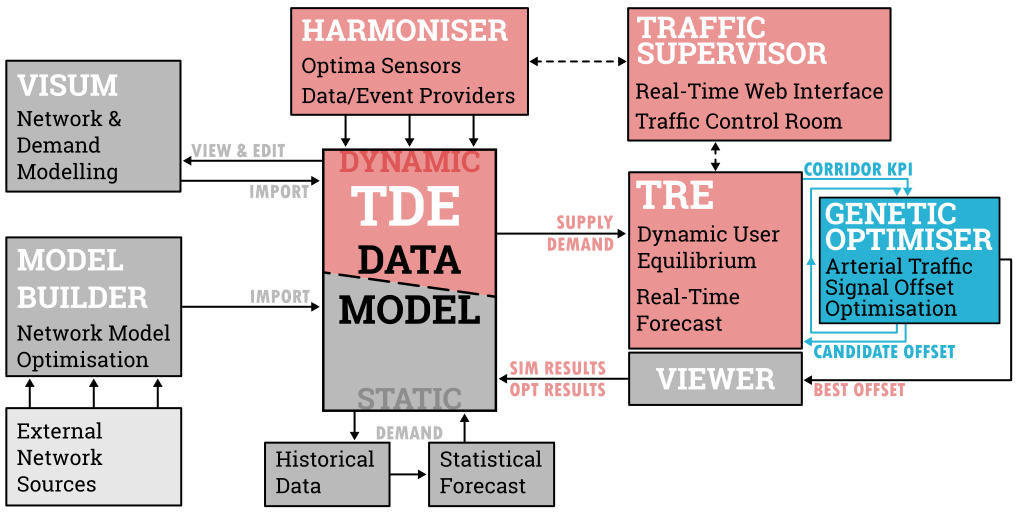 HARMONISER
Optima Sensors
Data/Event Providers
TRAFFIC
SUPERVISOR
Real-Time Web Interface
Traffic Control Room
VISUM
Network &
Demand
Modelling
VIEW & EDIT
IMPORT
DYNAMIC
TDE
DATA
MODEL
STATIC
SUPPLY
DEMAND
TRE
Dynamic User
Equilibrium
Real-Time
Forecast
CORRIDOR KPI
GENETIC
OPTIMISER
Arterial Traffic
Signal Offset
Optimisation
CANDIDATE OFFSET
MODEL
BUILDER
Network Model
Optimisation
IMPORT
SIM RESULTS
OPT RESULTS
VIEWER
BEST OFFSET
External
Network
Sources
DEMAND
Historical
Data
Statistical
Forecast